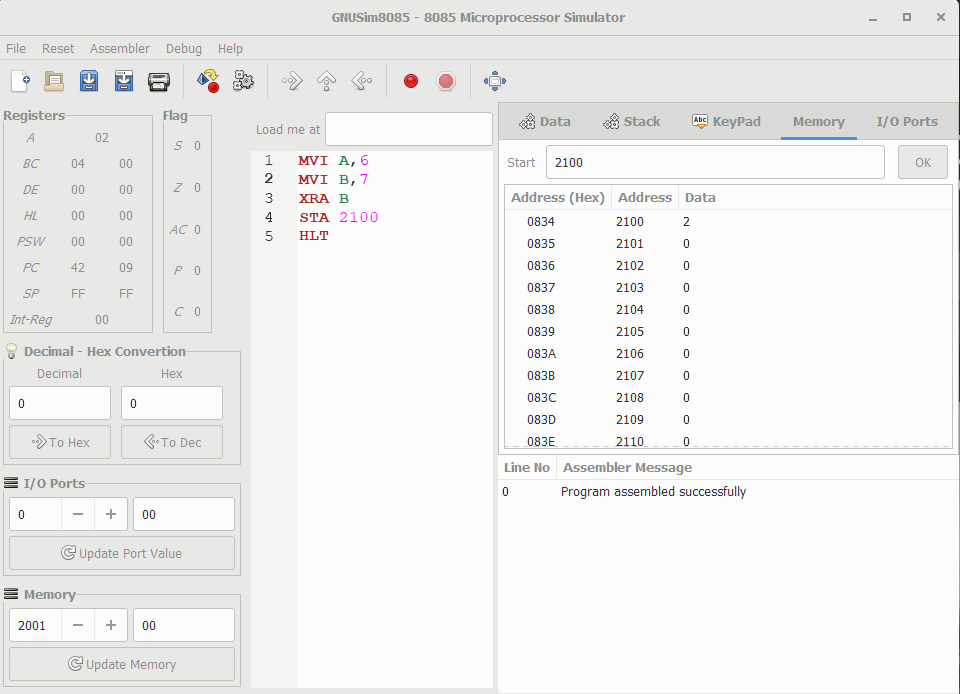 GNUSim8085 - 8085 Microprocessor Simulator
File Reset Assembler Debug Help
Registers
A 02
BC 04 00
DE 00 00
HL 00 00
PSW 00 00
PC 42 09
SP FF FF
Int-Reg 00
Flag
S 0
Z 0
AC 0
P 0
C 0
Decimal - Hex Convertion
Decimal Hex
0 0
To Hex To Dec
I/O Ports
0 − + 00
Update Port Value
Memory
2001 − + 00
Update Memory
Load me at
1 MVI A,6
2 MVI B,7
3 XRA B
4 STA 2100
5 HLT
Data Stack Abc KeyPad Memory I/O Ports
Start 2100 OK
Address (Hex) Address Data
0834 2100 2
0835 2101 0
0836 2102 0
0837 2103 0
0838 2104 0
0839 2105 0
083A 2106 0
083B 2107 0
083C 2108 0
083D 2109 0
083E 2110 0
Line No Assembler Message
0 Program assembled successfully